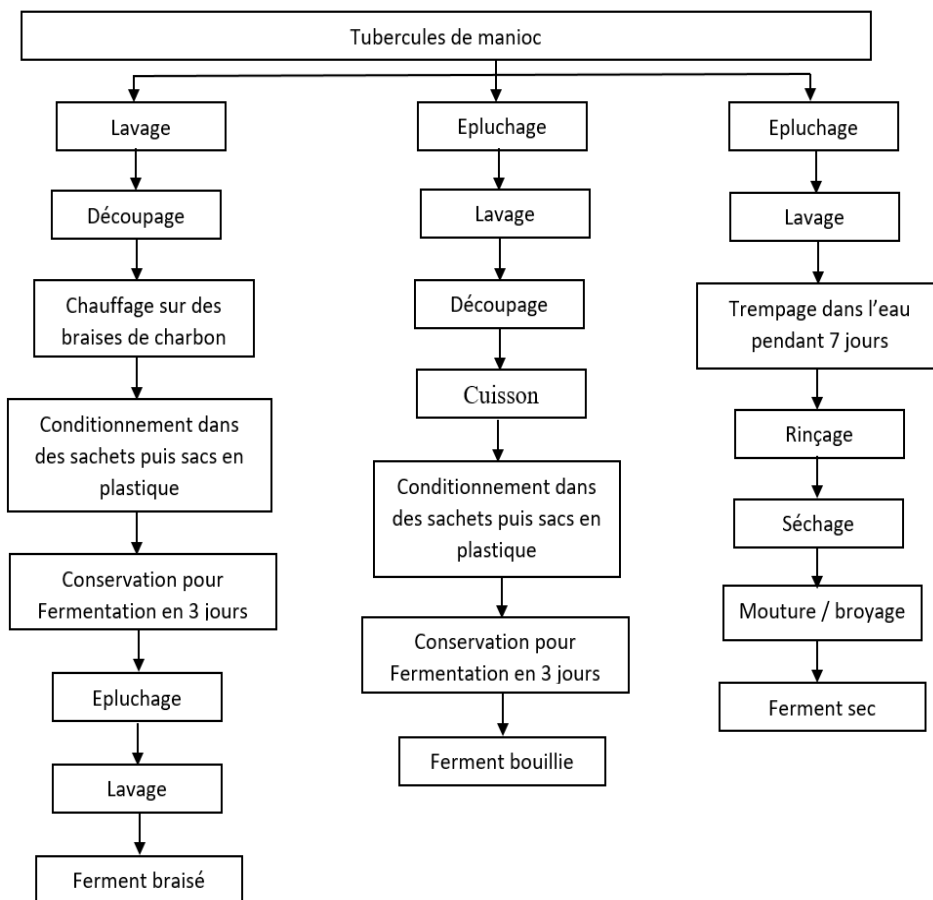 Tubercules de manioc
Lavage
Découpage
Chauffage sur des
braises de charbon
Conditionnement dans
des sachets puis sacs en
plastique
Conservation pour
Fermentation en 3 jours
Epluchage
Lavage
Ferment braisé
Epluchage
Lavage
Découpage
Cuisson
Conditionnement dans
des sachets puis sacs en
plastique
Conservation pour
Fermentation en 3 jours
Ferment bouillie
Epluchage
Lavage
Trempage dans l’eau
pendant 7 jours
Rinçage
Séchage
Mouture / broyage
Ferment sec